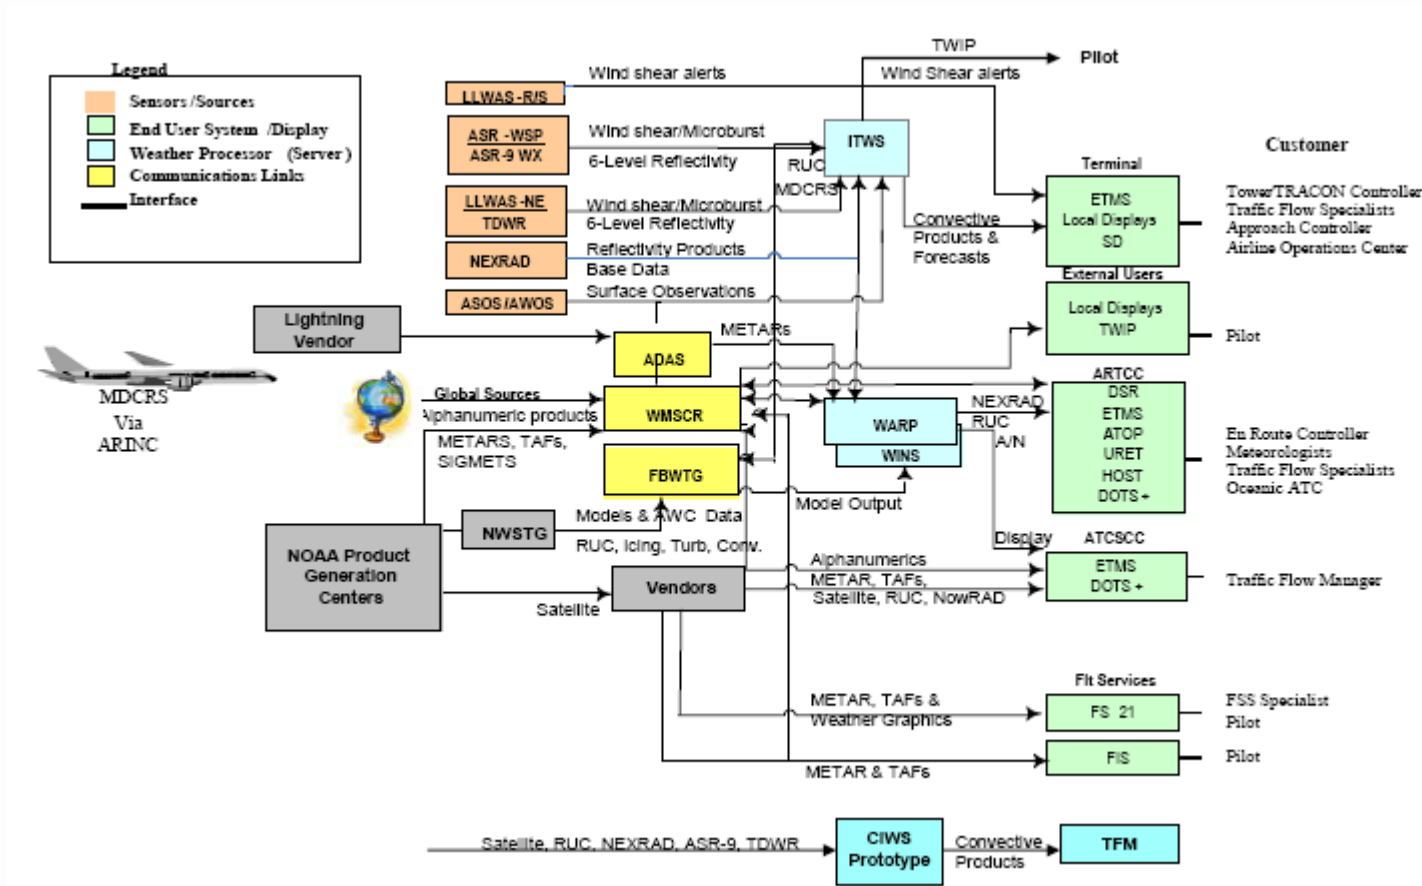 TWIP
Pilot
Legend
Sensors /Sources
End User System /Display
Weather Processor (Server )
Communications Links
Interface
Wind shear alerts
Wind Shear alerts
LLWAS -R/S
ASR -WSP
ASR-9 WX
Wind shear/Microburst
6-Level Reflectivity
ITWS
RUC
MDCRS
Customer
Terminal
ETMS
Local Displays
SD
Tower/TRACON Controller
Traffic Flow Specialists
Approach Controller
Airline Operations Center
LLWAS -NE
TDWR
Wind shear/Microburst
6-Level Reflectivity
Convective
Products &
Forecasts
NEXRAD
Reflectivity Products
Base Data
External Users
Local Displays
TWIP
Pilot
ASOS /AWOS
Surface Observations
Lightning
Vendor
METARs
ADAS
MDCRS
Via
ARINC
Global Sources
Alphanumeric products
METARS, TAFs,
SIGMETS
WMSCR
WARP
WINS
NEXRAD
RUC
A/N
ARTCC
DSR
ETMS
ATOP
URET
HOST
DOTS +
En Route Controller
Meteorologists
Traffic Flow Specialists
Oceanic ATC
FBWTG
Model Output
Models & AWC Data
NWSTG
RUC, Icing, Turb, Conv.
NOAA Product
Generation
Centers
Satellite
Vendors
Display
ATCSCC
ETMS
DOTS +
Traffic Flow Manager
Alphanumerics
METAR, TAFs,
Satellite, RUC, NowRAD
METAR, TAFs &
Weather Graphics
Flt Services
FS 21
FSS Specialist
Pilot
FIS
Pilot
METAR & TAFs
Satellite, RUC, NEXRAD, ASR-9, TDWR
CIWS
Prototype
Convective
Products
TFM